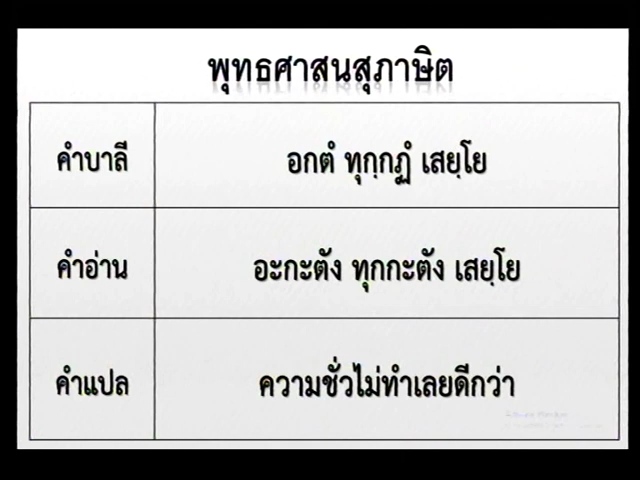 พุทธศาสนสุภาษิต
คำบาลี อกตํ ทุกฺกฏํ เสยฺโย
คำอ่าน อะกะตัง ทุกกะตัง เสยฺโย
คำแปล ความชั่วไม่ทำเลยดีกว่า